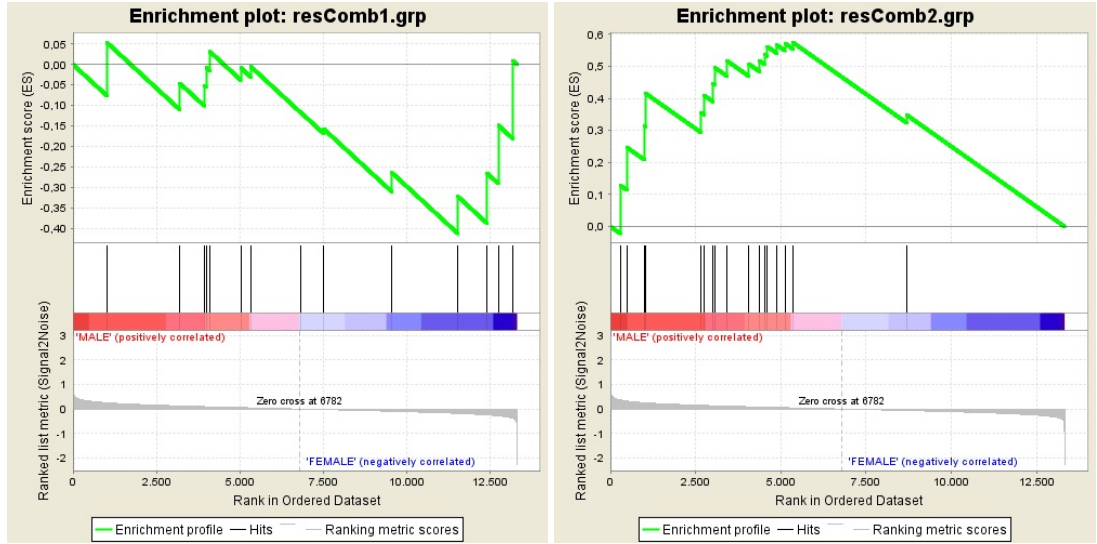 Enrichment plot: resComb1.grp
Enrichment score (ES)
0,05
0,00
-0,05
-0,10
-0,15
-0,20
-0,25
-0,30
-0,35
-0,40
'MALE' (positively correlated)
Ranked list metric (Signal2Noise)
3
2
1
0
-1
-2
Zero cross at 6782
'FEMALE' (negatively correlated)
0 2.500 5.000 7.500 10.000 12.500
Rank in Ordered Dataset
Enrichment profile Hits Ranking metric scores
Enrichment plot: resComb2.grp
Enrichment score (ES)
0,6
0,5
0,4
0,3
0,2
0,1
0,0
'MALE' (positively correlated)
Ranked list metric (Signal2Noise)
3
2
1
0
-1
-2
Zero cross at 6782
'FEMALE' (negatively correlated)
0 2.500 5.000 7.500 10.000 12.500
Rank in Ordered Dataset
Enrichment profile Hits Ranking metric scores